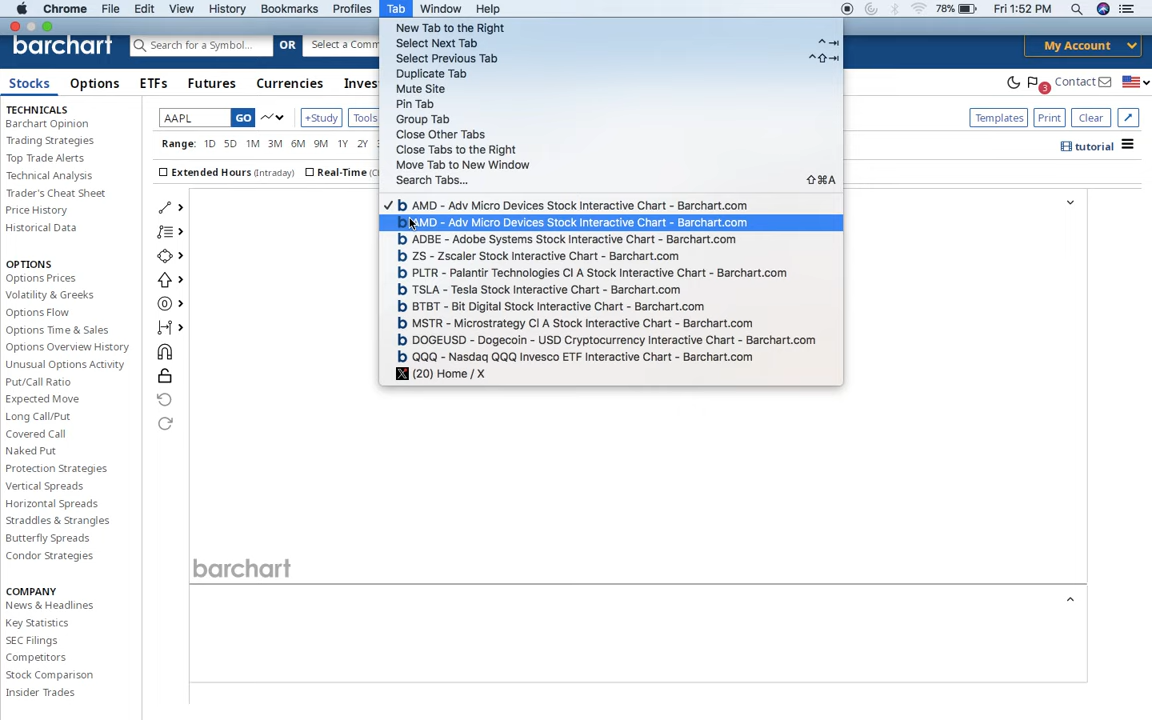 Chrome File Edit View History Bookmarks Profiles Tab Window Help 78% Fri 1:52 PM
barchart Search for a Symbol... OR Select a Comm My Account
Stocks Options ETFs Futures Currencies Inves 3 Contact
TECHNICALS
Barchart Opinion
Trading Strategies
Top Trade Alerts
Technical Analysis
Trader's Cheat Sheet
Price History
Historical Data
OPTIONS
Options Prices
Volatility & Greeks
Options Flow
Options Time & Sales
Options Overview History
Unusual Options Activity
Put/Call Ratio
Expected Move
Long Call/Put
Covered Call
Naked Put
Protection Strategies
Vertical Spreads
Horizontal Spreads
Straddles & Strangles
Butterfly Spreads
Condor Strategies
COMPANY
News & Headlines
Key Statistics
SEC Filings
Competitors
Stock Comparison
Insider Trades
AAPL GO +Study Tools Templates Print Clear
Range: 1D 5D 1M 3M 6M 9M 1Y 2Y tutorial
Extended Hours (Intraday) Real-Time
New Tab to the Right
Select Next Tab
Select Previous Tab
Duplicate Tab
Mute Site
Pin Tab
Group Tab
Close Other Tabs
Close Tabs to the Right
Move Tab to New Window
Search Tabs... ⇧⌘A
✓ b AMD - Adv Micro Devices Stock Interactive Chart - Barchart.com
b AMD - Adv Micro Devices Stock Interactive Chart - Barchart.com
b ADBE - Adobe Systems Stock Interactive Chart - Barchart.com
b ZS - Zscaler Stock Interactive Chart - Barchart.com
b PLTR - Palantir Technologies Cl A Stock Interactive Chart - Barchart.com
b TSLA - Tesla Stock Interactive Chart - Barchart.com
b BTBT - Bit Digital Stock Interactive Chart - Barchart.com
b MSTR - Microstrategy Cl A Stock Interactive Chart - Barchart.com
b DOGEUSD - Dogecoin - USD Cryptocurrency Interactive Chart - Barchart.com
b QQQ - Nasdaq QQQ Invesco ETF Interactive Chart - Barchart.com
X (20) Home / X
barchart